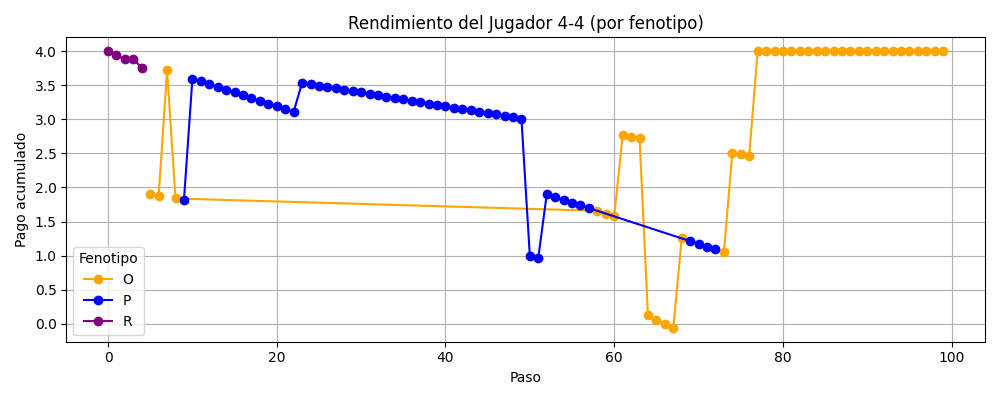 Rendimiento del Jugador 4-4 (por fenotipo)
Pago acumulado
4.0
3.5
3.0
2.5
2.0
1.5
1.0
0.5
0.0
Fenotipo
O
P
R
0 20 40 60 80 100
Paso